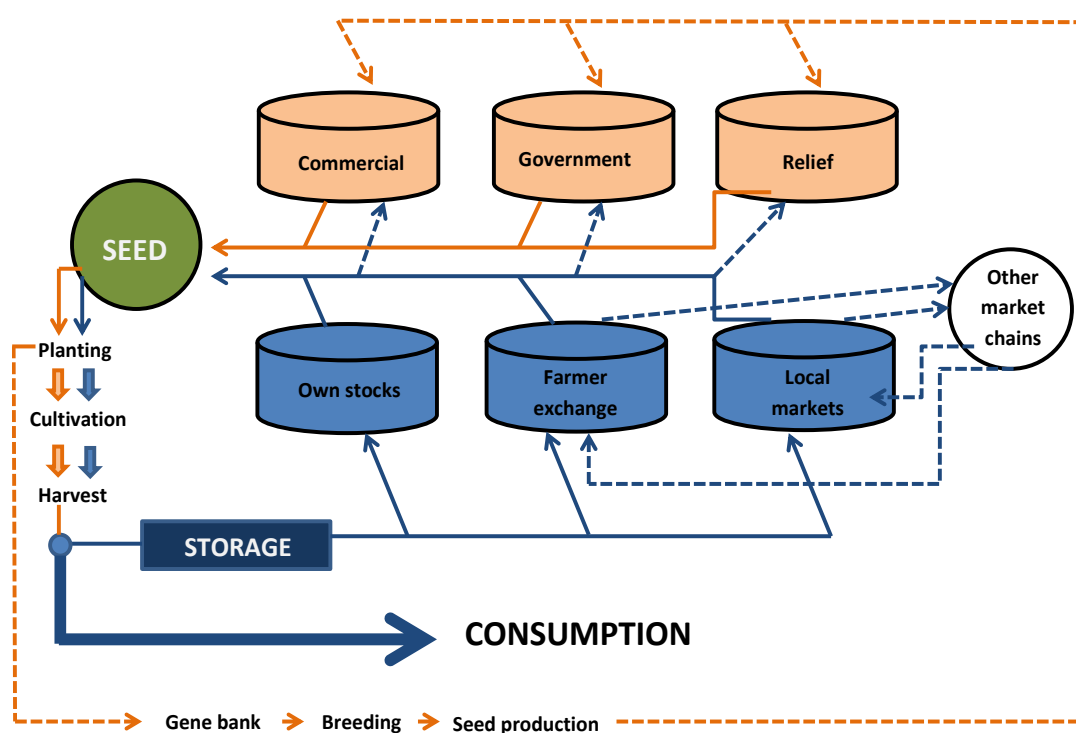 Commercial
Government
Relief
SEED
Other
market
chains
Planting
Own stocks
Farmer
exchange
Local
markets
Cultivation
Harvest
STORAGE
CONSUMPTION
Gene bank
Breeding
Seed production